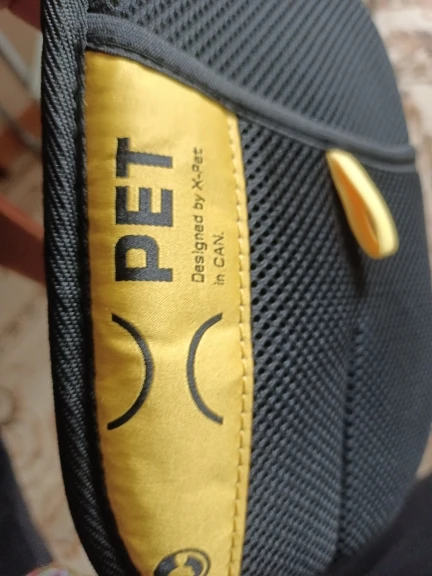 PET
Designed by X-Pet
in CAN.